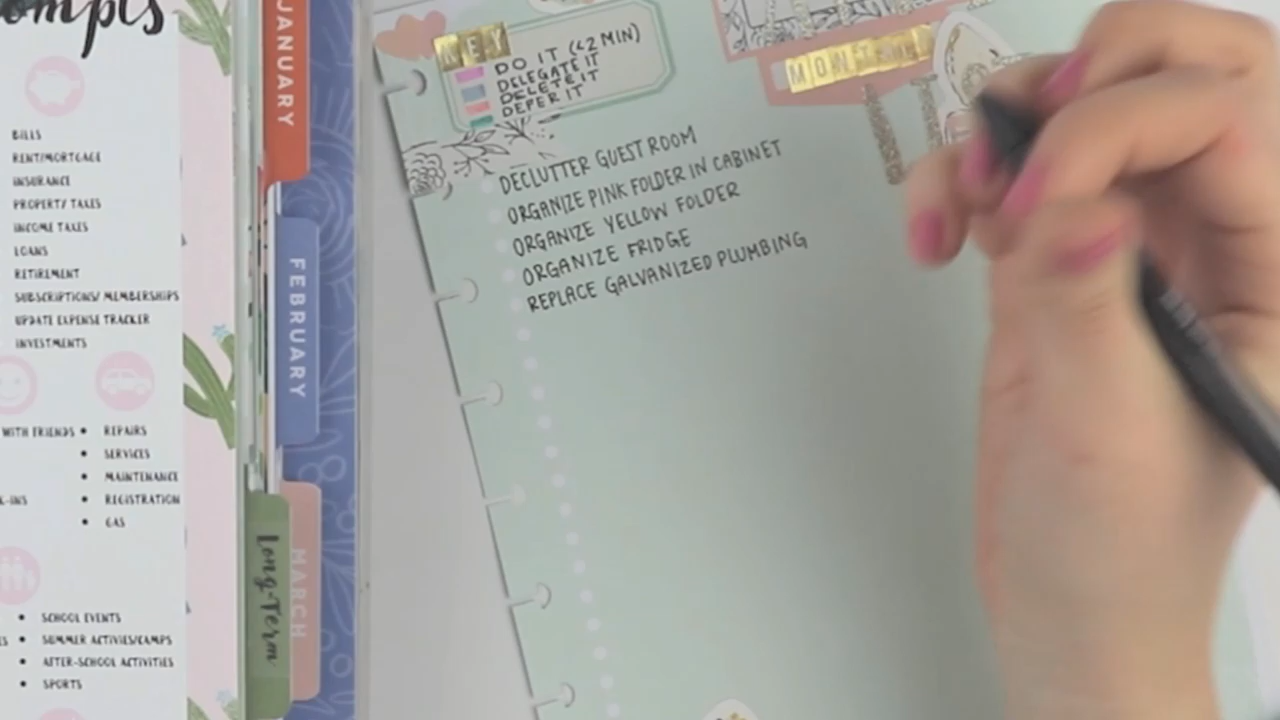 BILLS
RENT/MORTGAGE
INSURANCE
PROPERTY TAXES
INCOME TAXES
LOANS
RETIREMENT
SUBSCRIPTIONS/ MEMBERSHIPS
UPDATE EXPENSE TRACKER
INVESTMENTS
WITH FRIENDS
• REPAIRS
• SERVICES
• MAINTENANCE
• REGISTRATION
• GAS
• SCHOOL EVENTS
• SUMMER ACTIVIES/CAMPS
• AFTER-SCHOOL ACTIVITIES
• SPORTS
JANUARY
FEBRUARY
MARCH
Long-Term
KEY
DO IT (<2 MIN)
DELEGATE IT
DELETE IT
DEFER IT
DECLUTTER GUEST ROOM
ORGANIZE PINK FOLDER IN CABINET
ORGANIZE YELLOW FOLDER
ORGANIZE FRIDGE
REPLACE GALVANIZED PLUMBING